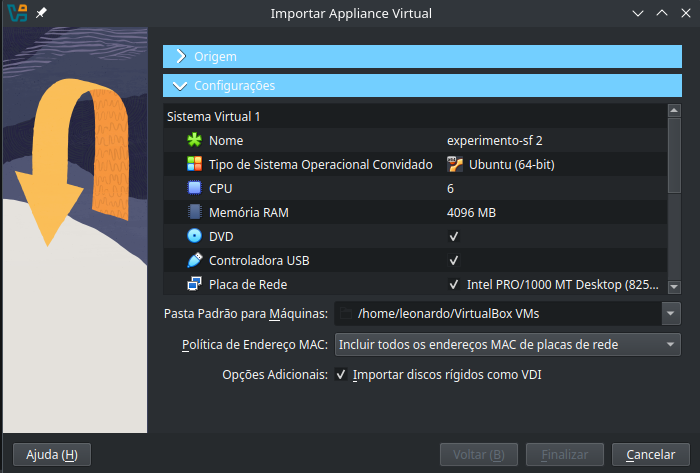 Importar Appliance Virtual
Origem
Configurações
Sistema Virtual 1
Nome experimento-sf 2
Tipo de Sistema Operacional Convidado Ubuntu (64-bit)
CPU 6
Memória RAM 4096 MB
DVD
Controladora USB
Placa de Rede Intel PRO/1000 MT Desktop (825...
Pasta Padrão para Máquinas: /home/leonardo/VirtualBox VMs
Política de Endereço MAC: Incluir todos os endereços MAC de placas de rede
Opções Adicionais: Importar discos rígidos como VDI
Ajuda (H) Voltar (B) Finalizar Cancelar